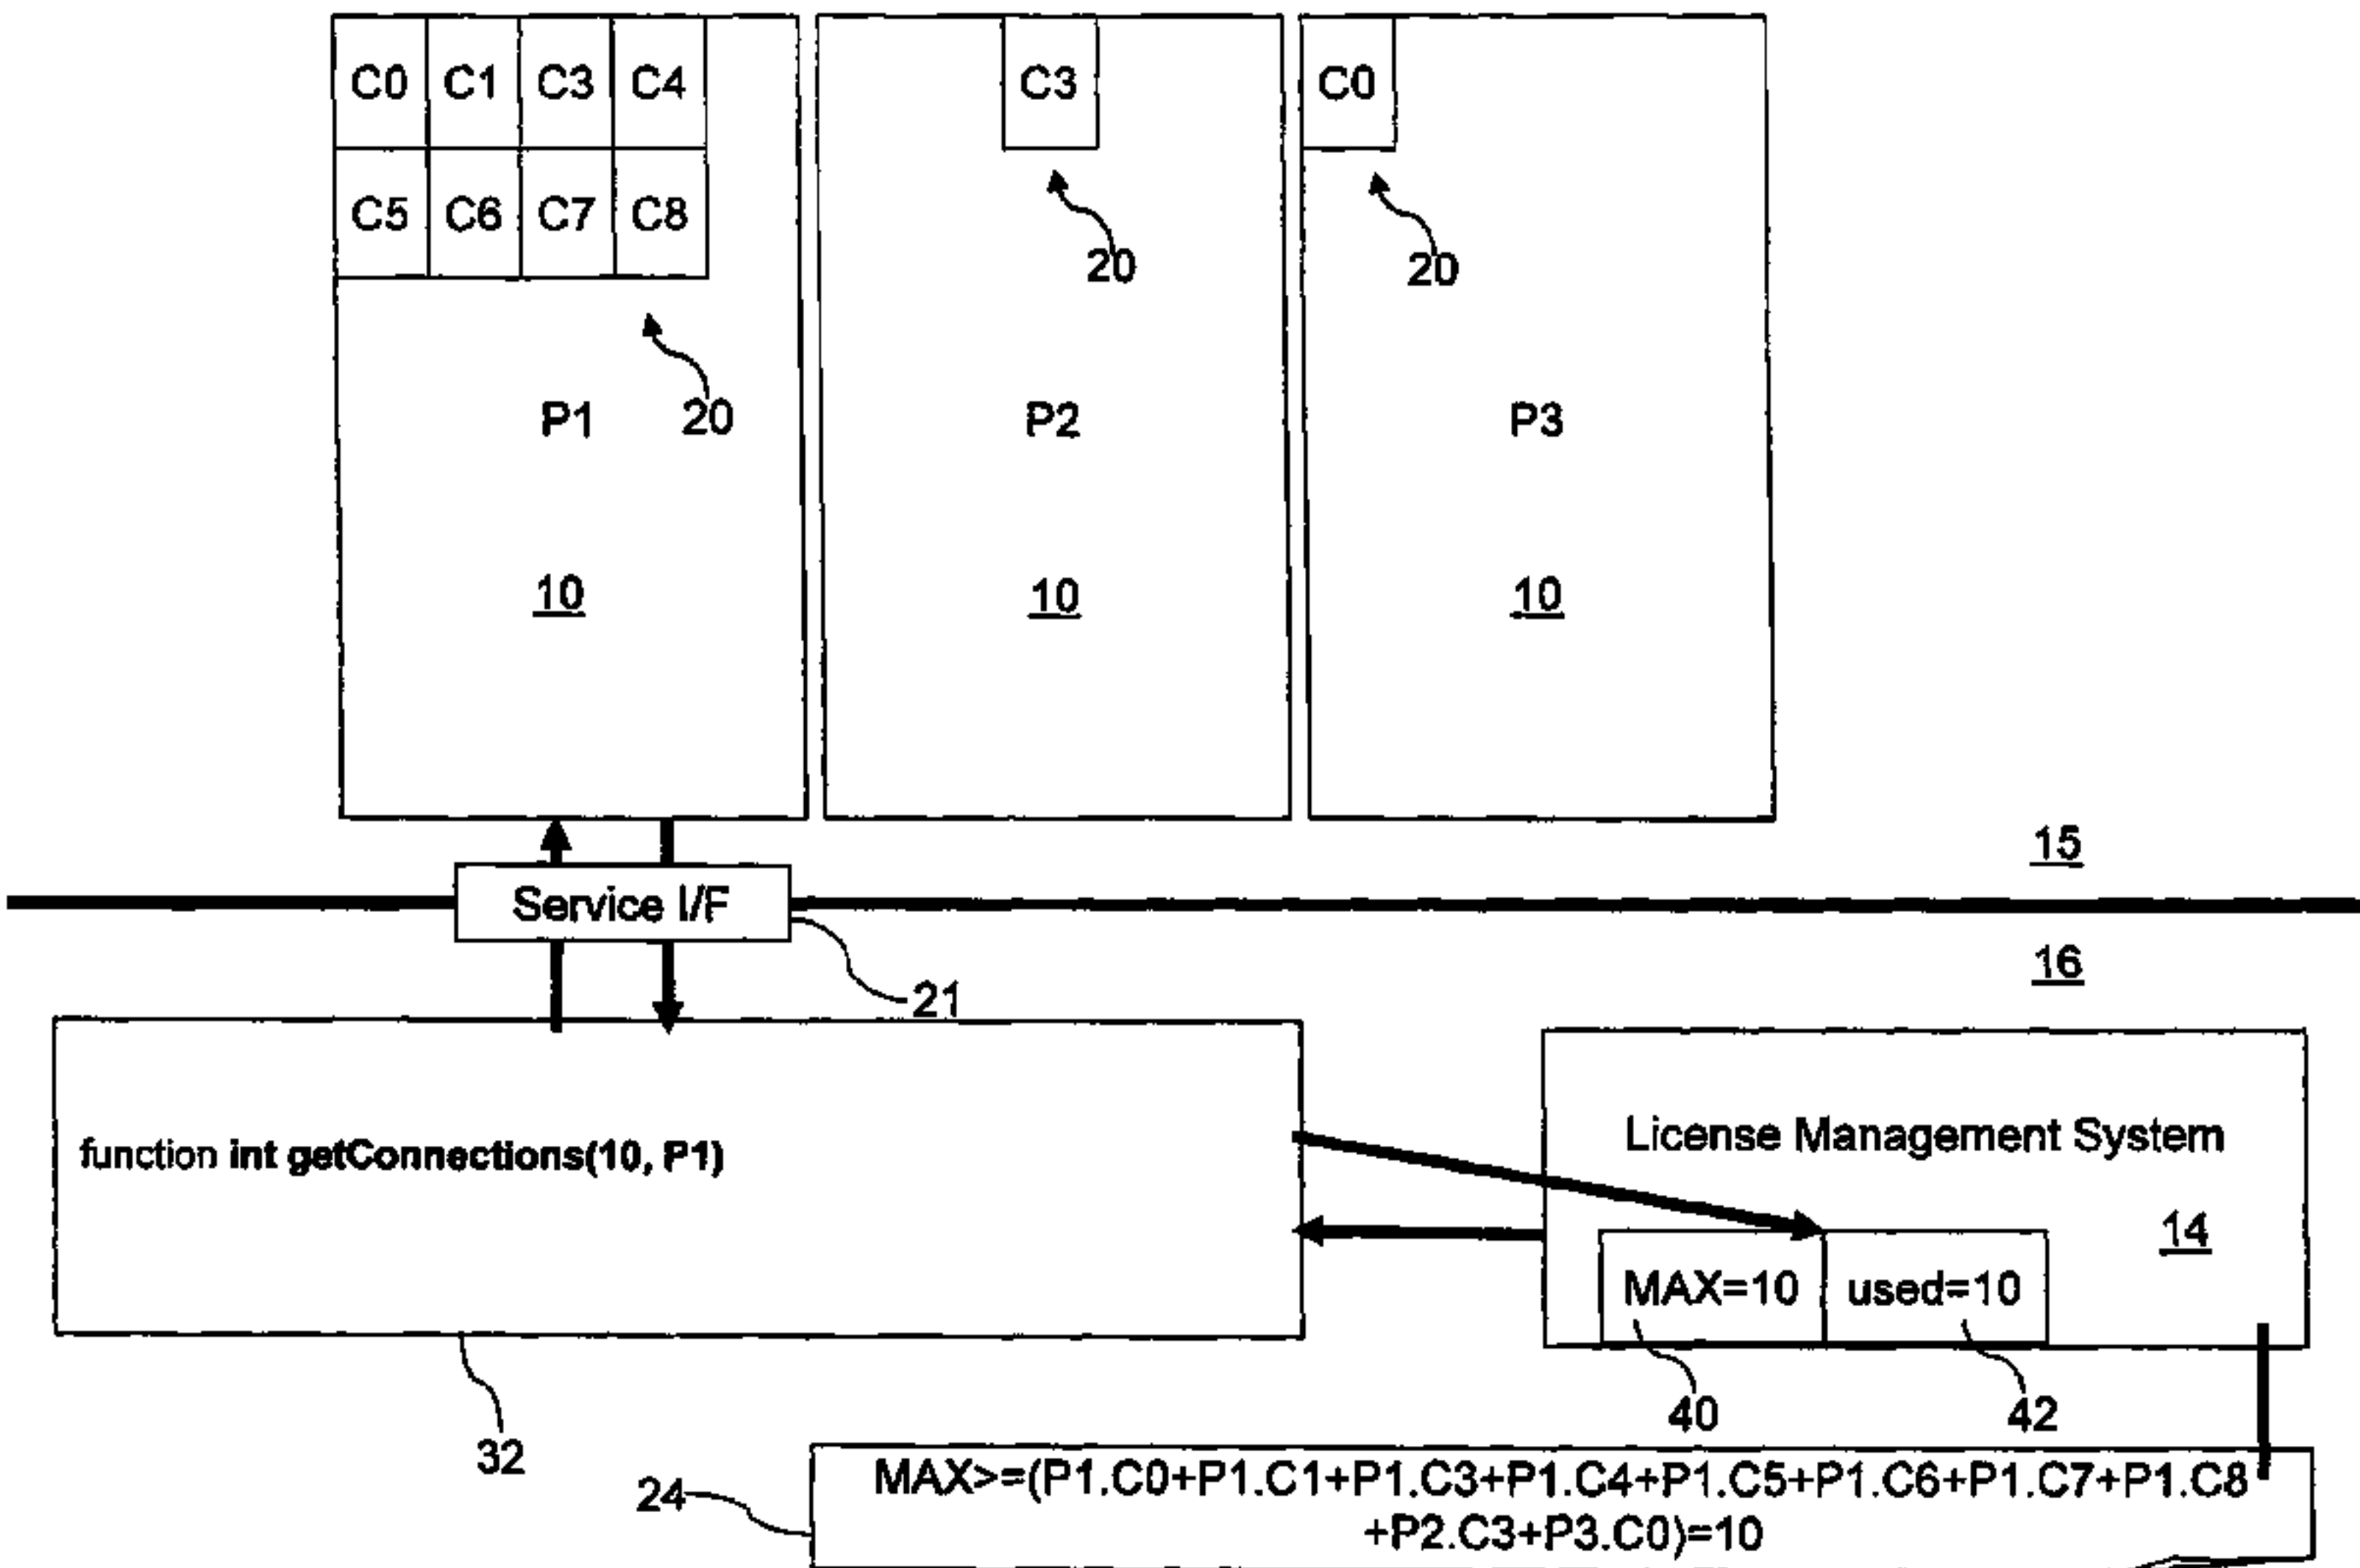 C0 C1 C3 C4
C5 C6 C7 C8
C3
C0
20
20
20
P1
P2
P3
10
10
10
15
Service I/F
16
21
function int getConnections(10, P1)
License Management System
14
MAX=10
used=10
40
42
32
24
MAX>=(P1.C0+P1.C1+P1.C3+P1.C4+P1.C5+P1.C6+P1.C7+P1.C8
+P2.C3+P3.C0)=10